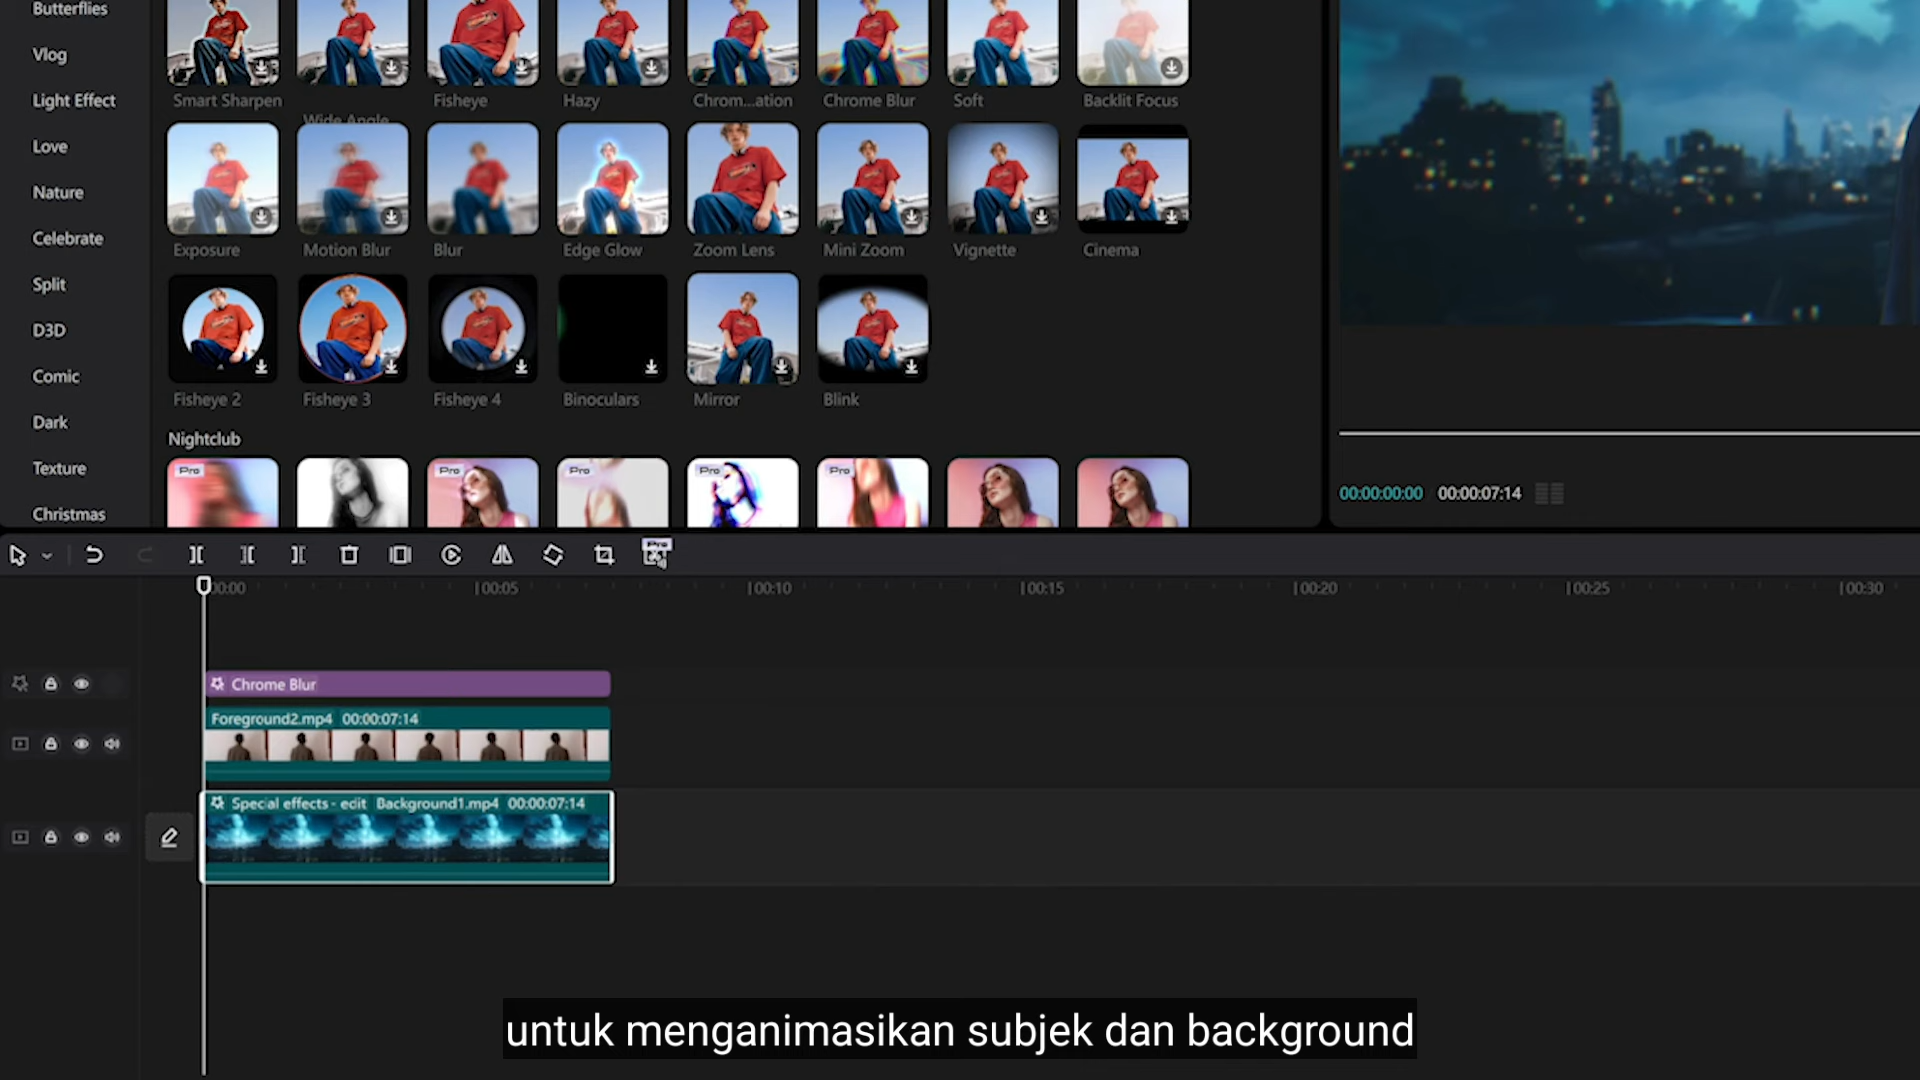 Butterflies
Vlog
Light Effect
Love
Nature
Celebrate
Split
D3D
Comic
Dark
Texture
Christmas
Smart Sharpen
Wide Angle
Fisheye
Hazy
Chrom...ation
Chrome Blur
Soft
Backlit Focus
Exposure
Motion Blur
Blur
Edge Glow
Zoom Lens
Mini Zoom
Vignette
Cinema
Fisheye 2
Fisheye 3
Fisheye 4
Binoculars
Mirror
Blink
Nightclub
Pro
Pro
Pro
Pro
Pro
00:00:00:00 00:00:07:14
Pro
00:00 00:05 00:10 00:15 00:20 00:25 00:30
Chrome Blur
Foreground2.mp4 00:00:07:14
Special effects - edit Background1.mp4 00:00:07:14
untuk menganimasikan subjek dan background